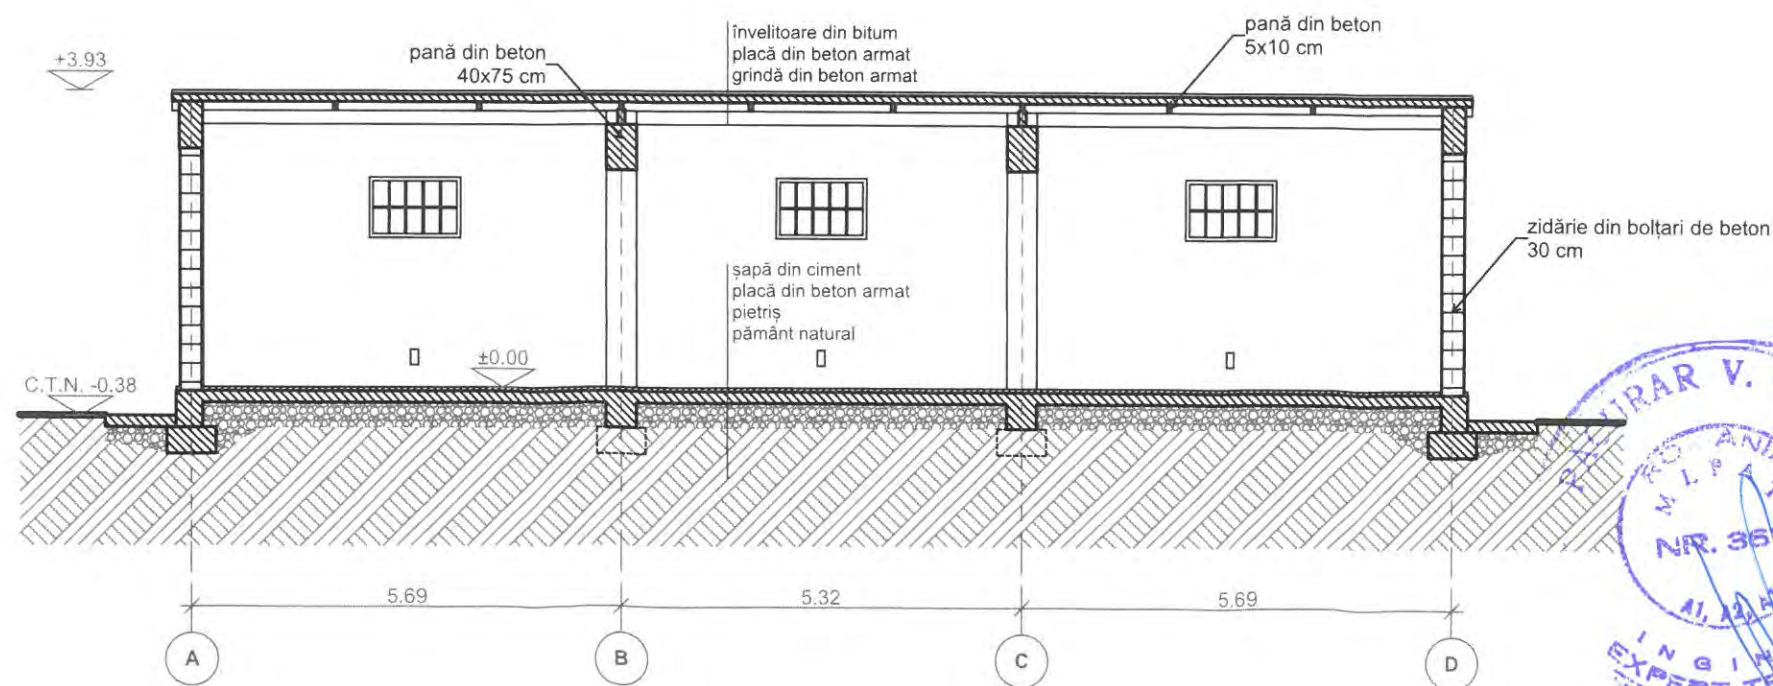 +3.93
pană din beton
40x75 cm
învelitoare din bitum
placă din beton armat
grindă din beton armat
pană din beton
5x10 cm
zidărie din bolțari de beton
30 cm
șapă din ciment
placă din beton armat
pietriș
pământ natural
±0.00
C.T.N. -0.38
5.69
5.32
5.69
A
B
C
D
V.
M L P A
NR. 36
A1, A2,